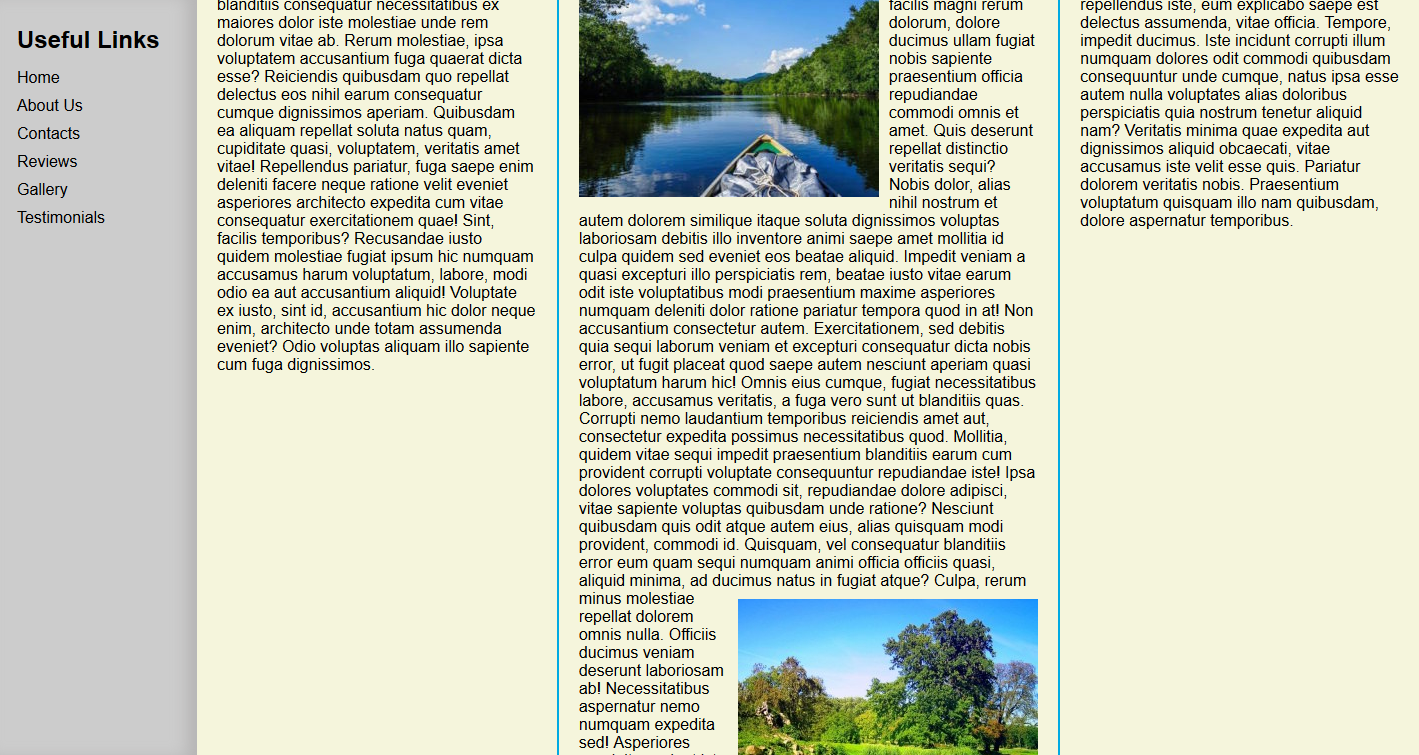 Useful Links
Home
About Us
Contacts
Reviews
Gallery
Testimonials
blanditiis consequatur necessitatibus ex
maiores dolor iste molestiae unde rem
dolorum vitae ab. Rerum molestiae, ipsa
voluptatem accusantium fuga quaerat dicta
esse? Reiciendis quibusdam quo repellat
delectus eos nihil earum consequatur
cumque dignissimos aperiam. Quibusdam
ea aliquam repellat soluta natus quam,
cupiditate quasi, voluptatem, veritatis amet
vitae! Repellendus pariatur, fuga saepe enim
deleniti facere neque ratione velit eveniet
asperiores architecto expedita cum vitae
consequatur exercitationem quae! Sint,
facilis temporibus? Recusandae iusto
quidem molestiae fugiat ipsum hic numquam
accusamus harum voluptatum, labore, modi
odio ea aut accusantium aliquid! Voluptate
ex iusto, sint id, accusantium hic dolor neque
enim, architecto unde totam assumenda
eveniet? Odio voluptas aliquam illo sapiente
cum fuga dignissimos.
facilis magni rerum
dolorum, dolore
ducimus ullam fugiat
nobis sapiente
praesentium officia
repudiandae
commodi omnis et
amet. Quis deserunt
repellat distinctio
veritatis sequi?
Nobis dolor, alias
nihil nostrum et
autem dolorem similique itaque soluta dignissimos voluptas
laboriosam debitis illo inventore animi saepe amet mollitia id
culpa quidem sed eveniet eos beatae aliquid. Impedit veniam a
quasi excepturi illo perspiciatis rem, beatae iusto vitae earum
odit iste voluptatibus modi praesentium maxime asperiores
numquam deleniti dolor ratione pariatur tempora quod in at! Non
accusantium consectetur autem. Exercitationem, sed debitis
quia sequi laborum veniam et excepturi consequatur dicta nobis
error, ut fugit placeat quod saepe autem nesciunt aperiam quasi
voluptatum harum hic! Omnis eius cumque, fugiat necessitatibus
labore, accusamus veritatis, a fuga vero sunt ut blanditiis quas.
Corrupti nemo laudantium temporibus reiciendis amet aut,
consectetur expedita possimus necessitatibus quod. Mollitia,
quidem vitae sequi impedit praesentium blanditiis earum cum
provident corrupti voluptate consequuntur repudiandae iste! Ipsa
dolores voluptates commodi sit, repudiandae dolore adipisci,
vitae sapiente voluptas quibusdam unde ratione? Nesciunt
quibusdam quis odit atque autem eius, alias quisquam modi
provident, commodi id. Quisquam, vel consequatur blanditiis
error eum quam sequi numquam animi officia officiis quasi,
aliquid minima, ad ducimus natus in fugiat atque? Culpa, rerum
minus molestiae
repellat dolorem
omnis nulla. Officiis
ducimus veniam
deserunt laboriosam
ab! Necessitatibus
aspernatur nemo
numquam expedita
sed! Asperiores
repellendus iste, eum explicabo saepe est
delectus assumenda, vitae officia. Tempore,
impedit ducimus. Iste incidunt corrupti illum
numquam dolores odit commodi quibusdam
consequuntur unde cumque, natus ipsa esse
autem nulla voluptates alias doloribus
perspiciatis quia nostrum tenetur aliquid
nam? Veritatis minima quae expedita aut
dignissimos aliquid obcaecati, vitae
accusamus iste velit esse quis. Pariatur
dolorem veritatis nobis. Praesentium
voluptatum quisquam illo nam quibusdam,
dolore aspernatur temporibus.